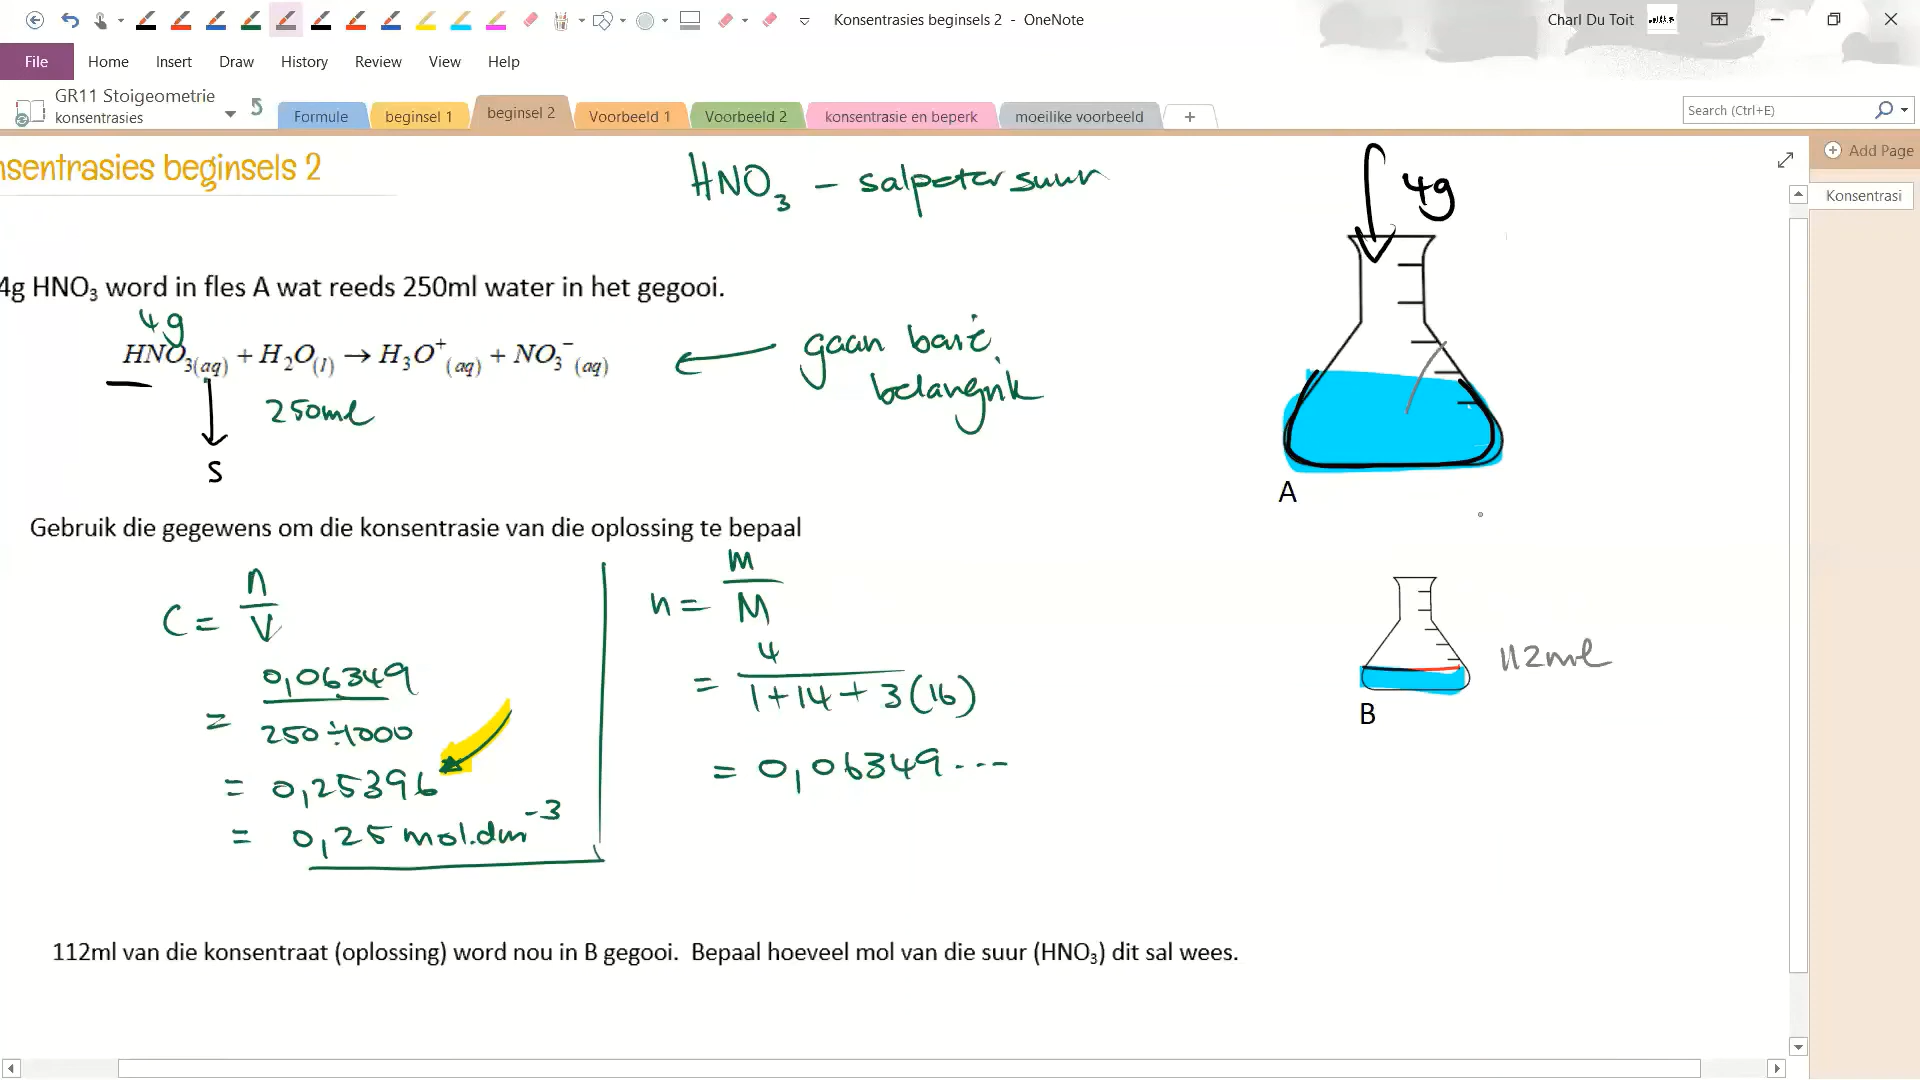 Konsentrasies beginsels 2 - OneNote
Charl Du Toit
File Home Insert Draw History Review View Help
GR11 Stoigeometrie
konsentrasies
Formule beginsel 1 beginsel 2 Voorbeeld 1 Voorbeeld 2 konsentrasie en beperk moeilike voorbeeld +
Search (Ctrl+E)
Add Page
Konsentrasi
nsentrasies beginsels 2
HNO₃ – salpetersuur
4g
4g HNO₃ word in fles A wat reeds 250ml water in het gegooi.
4g
HNO₃(aq) + H₂O(l) → H₃O⁺(aq) + NO₃⁻(aq)
250ml
S
gaan baie
belangrik
A
Gebruik die gegewens om die konsentrasie van die oplossing te bepaal
C = n/V
= 0,06349 / 250÷1000
= 0,25396
= 0,25 mol.dm⁻³
n = m/M
= 4 / 1+14+3(16)
= 0,06349...
112ml
B
112ml van die konsentraat (oplossing) word nou in B gegooi. Bepaal hoeveel mol van die suur (HNO₃) dit sal wees.